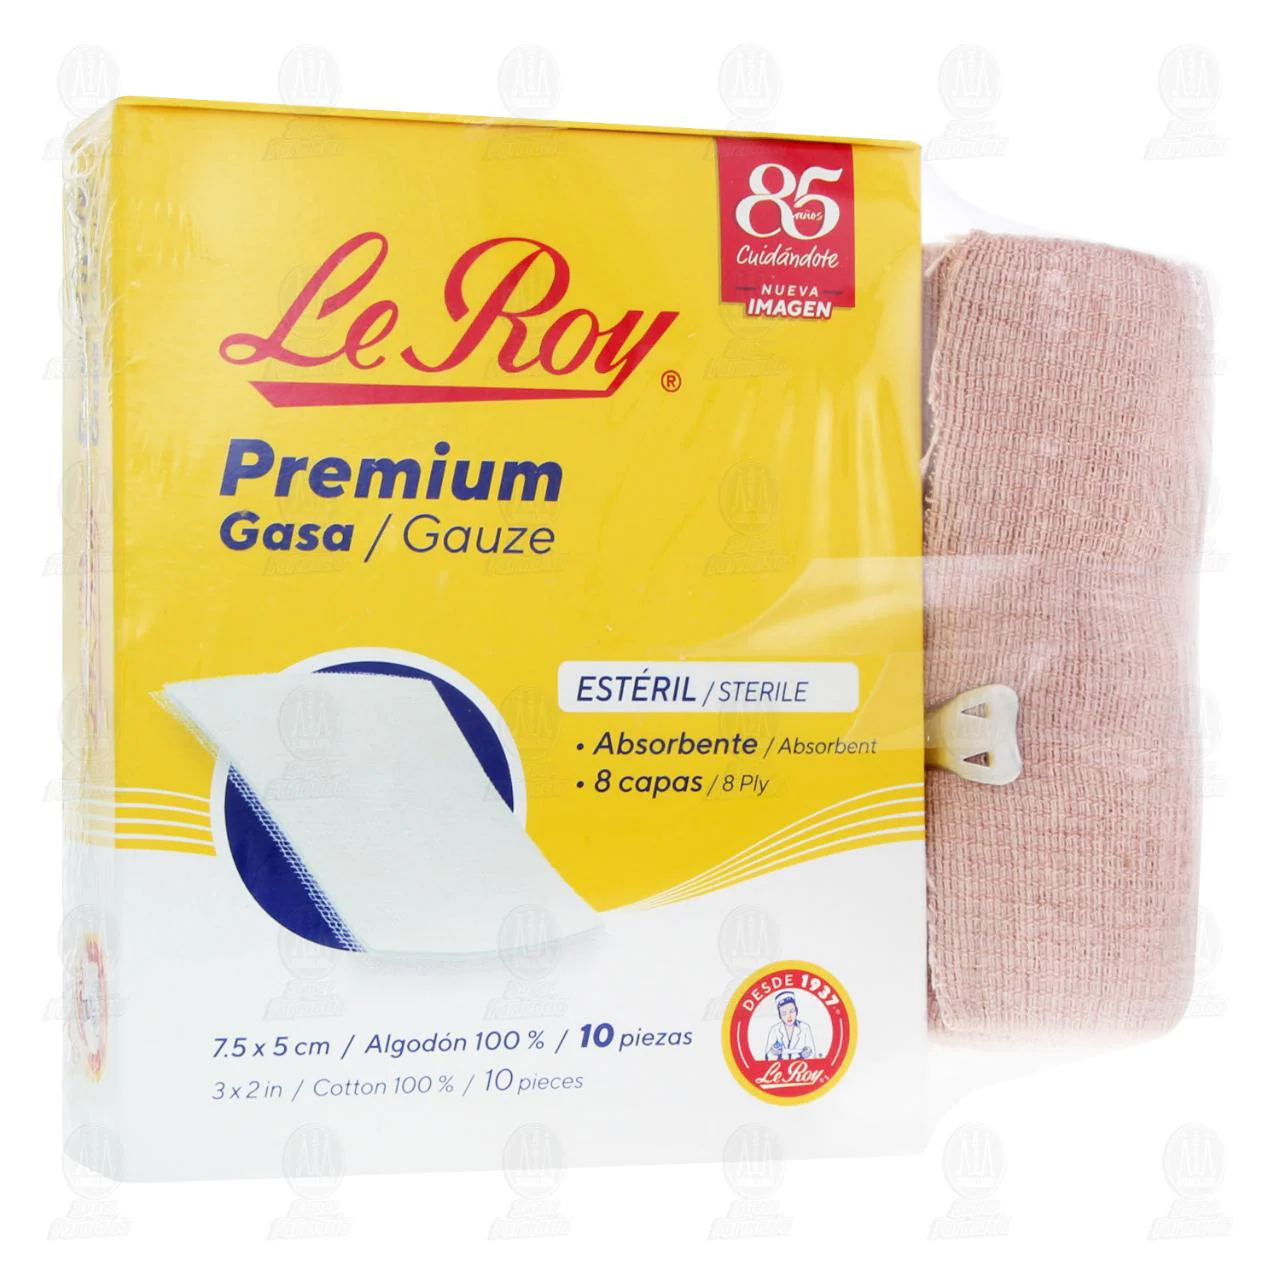 85
años
Cuidándote
NUEVA
IMAGEN
Le Roy®
Premium
Gasa / Gauze
ESTÉRIL / STERILE
• Absorbente / Absorbent
• 8 capas / 8 Ply
7.5 x 5 cm / Algodón 100 % / 10 piezas
3 x 2 in / Cotton 100 % / 10 pieces
DESDE 1937
Le Roy